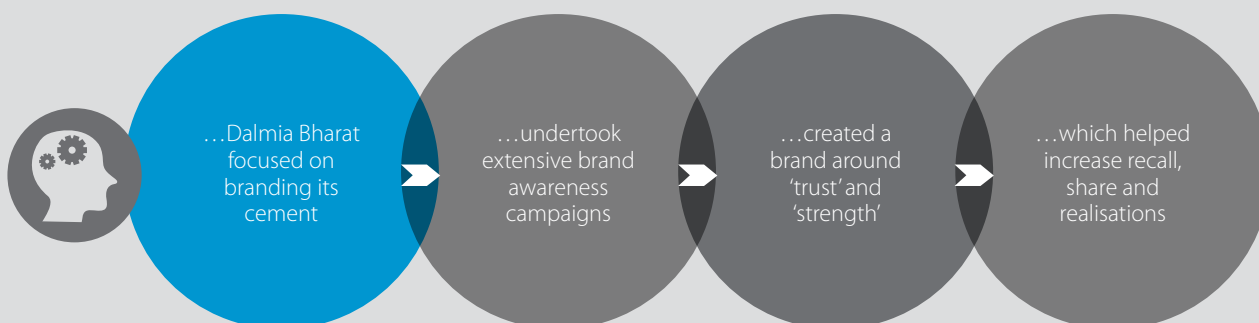 …Dalmia Bharat
focused on
branding its
cement
…undertook
extensive brand
awareness
campaigns
…created a
brand around
‘trust’ and
‘strength’
…which helped
increase recall,
share and
realisations